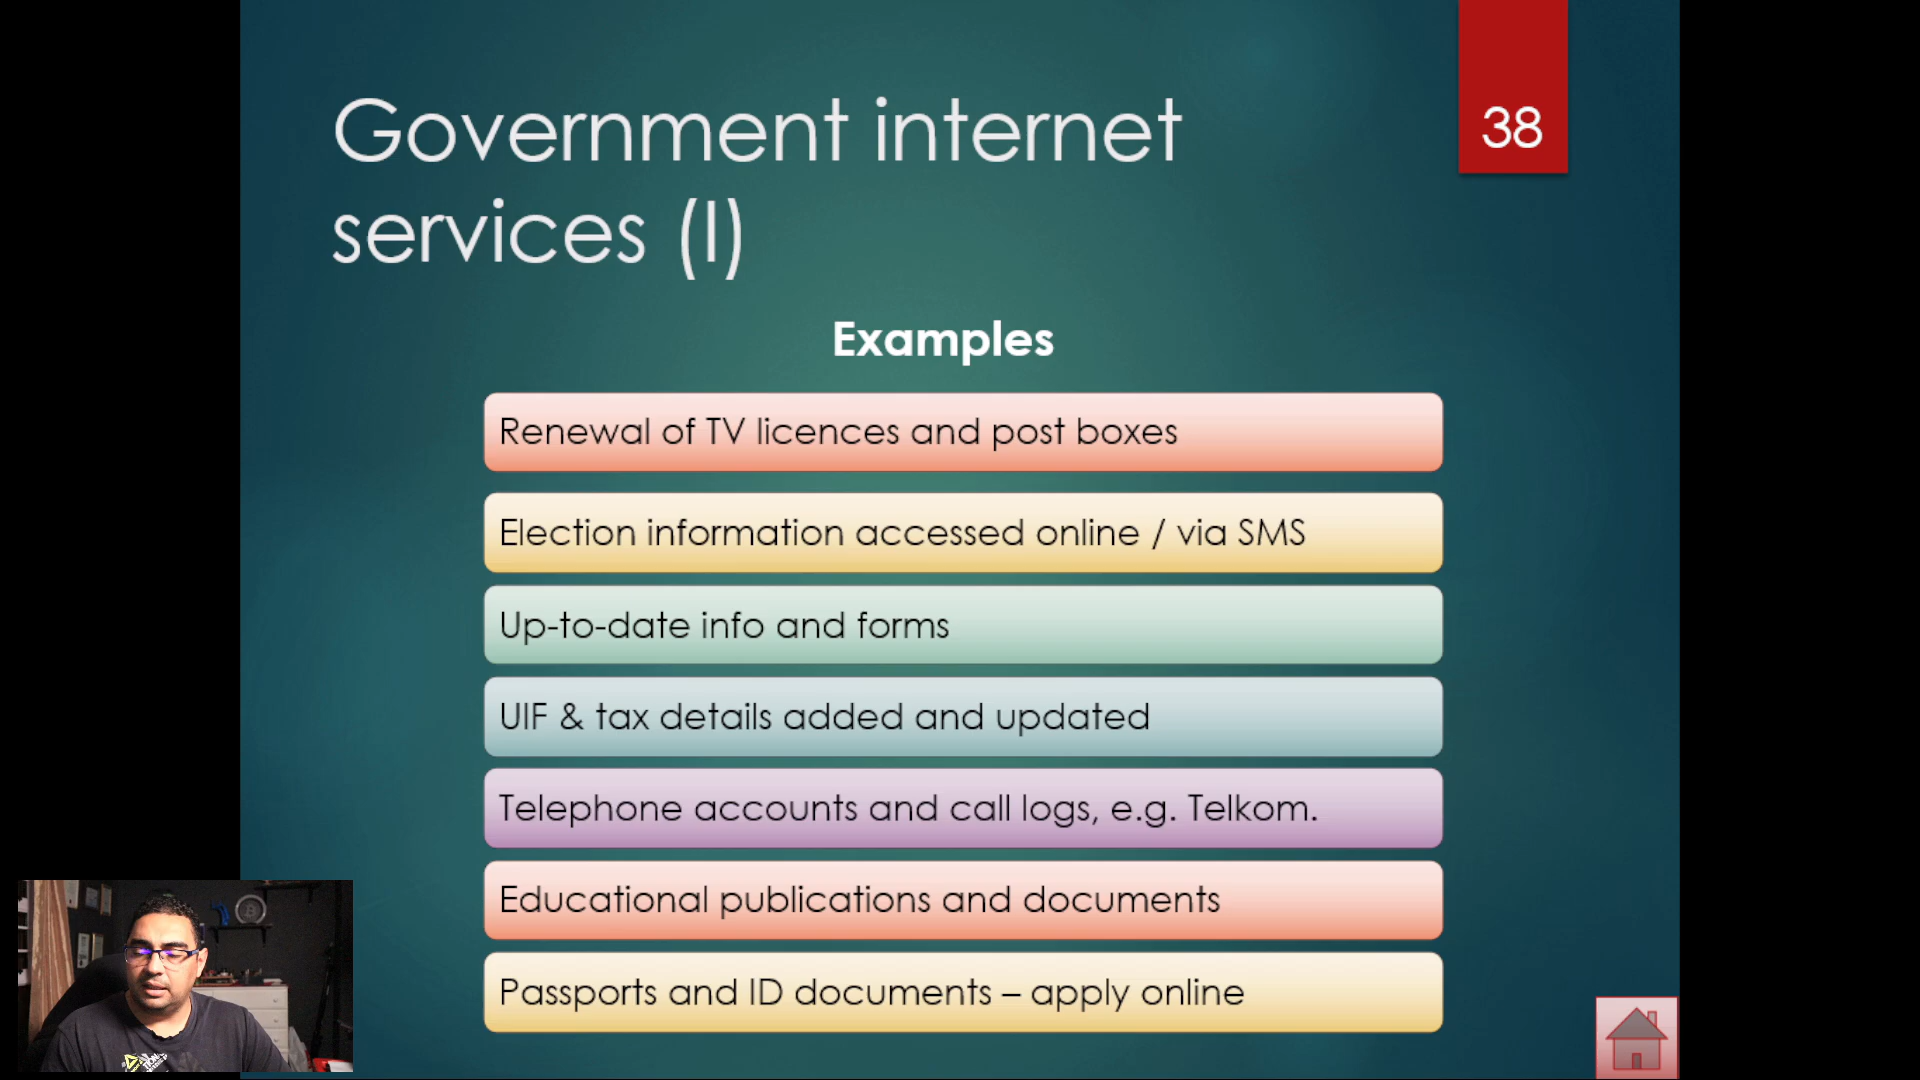 Government internet
services (I)
38
Examples
Renewal of TV licences and post boxes
Election information accessed online / via SMS
Up-to-date info and forms
UIF & tax details added and updated
Telephone accounts and call logs, e.g. Telkom.
Educational publications and documents
Passports and ID documents – apply online